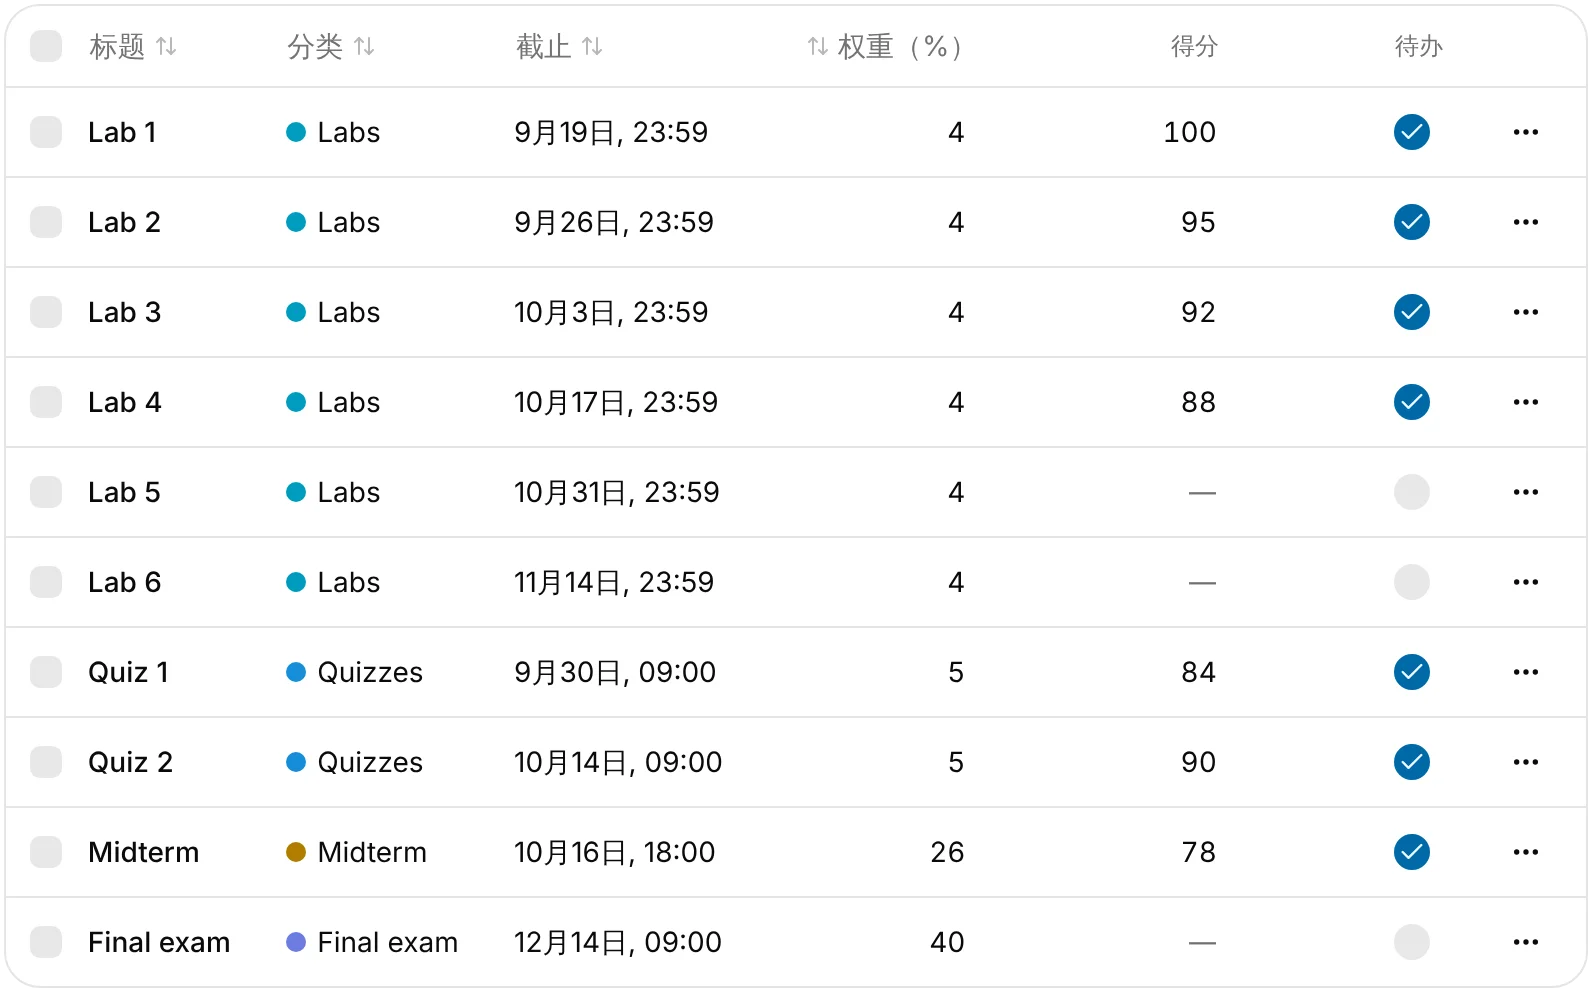 标题 分类 截止 权重（%） 得分 待办
Lab 1 Labs 9月19日, 23:59 4 100
Lab 2 Labs 9月26日, 23:59 4 95
Lab 3 Labs 10月3日, 23:59 4 92
Lab 4 Labs 10月17日, 23:59 4 88
Lab 5 Labs 10月31日, 23:59 4 —
Lab 6 Labs 11月14日, 23:59 4 —
Quiz 1 Quizzes 9月30日, 09:00 5 84
Quiz 2 Quizzes 10月14日, 09:00 5 90
Midterm Midterm 10月16日, 18:00 26 78
Final exam Final exam 12月14日, 09:00 40 —